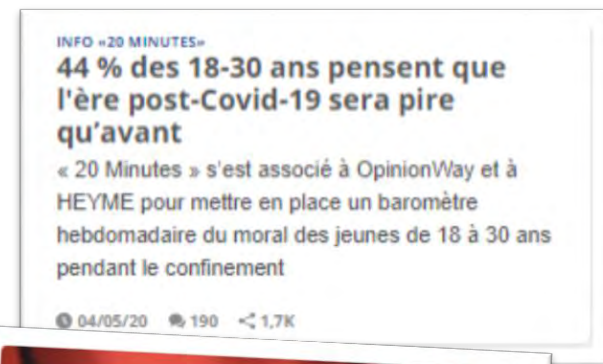 INFO «20 MINUTES»
44 % des 18-30 ans pensent que
l'ère post-Covid-19 sera pire
qu'avant
« 20 Minutes » s'est associé à OpinionWay et à
HEYME pour mettre en place un baromètre
hebdomadaire du moral des jeunes de 18 à 30 ans
pendant le confinement
04/05/20 190 1,7K